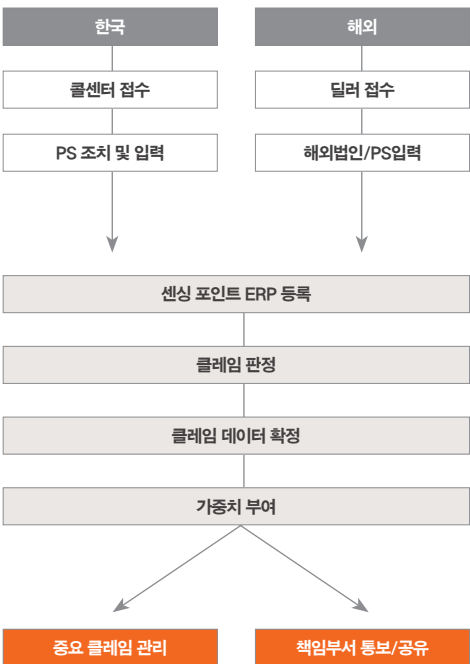 한국
해외
콜센터 접수
딜러 접수
PS 조치 및 입력
해외법인/PS입력
센싱 포인트 ERP 등록
클레임 판정
클레임 데이터 확정
가중치 부여
중요 클레임 관리
책임부서 통보/공유